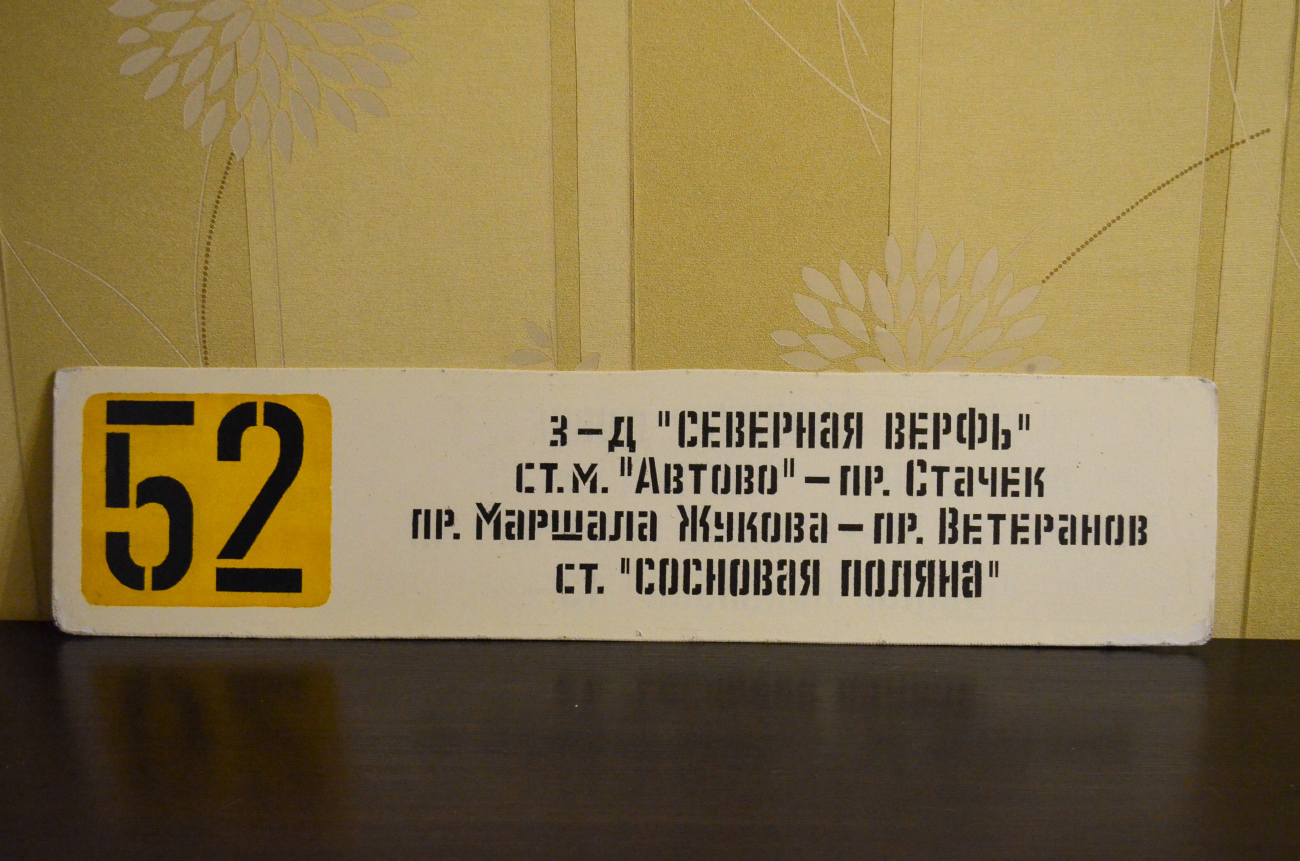 52
з-д "СЕВЕРНАЯ ВЕРФЬ"
ст. м. "Автово" – пр. Стачек
пр. Маршала Жукова – пр. Ветеранов
ст. "СОСНОВАЯ ПОЛЯНА"